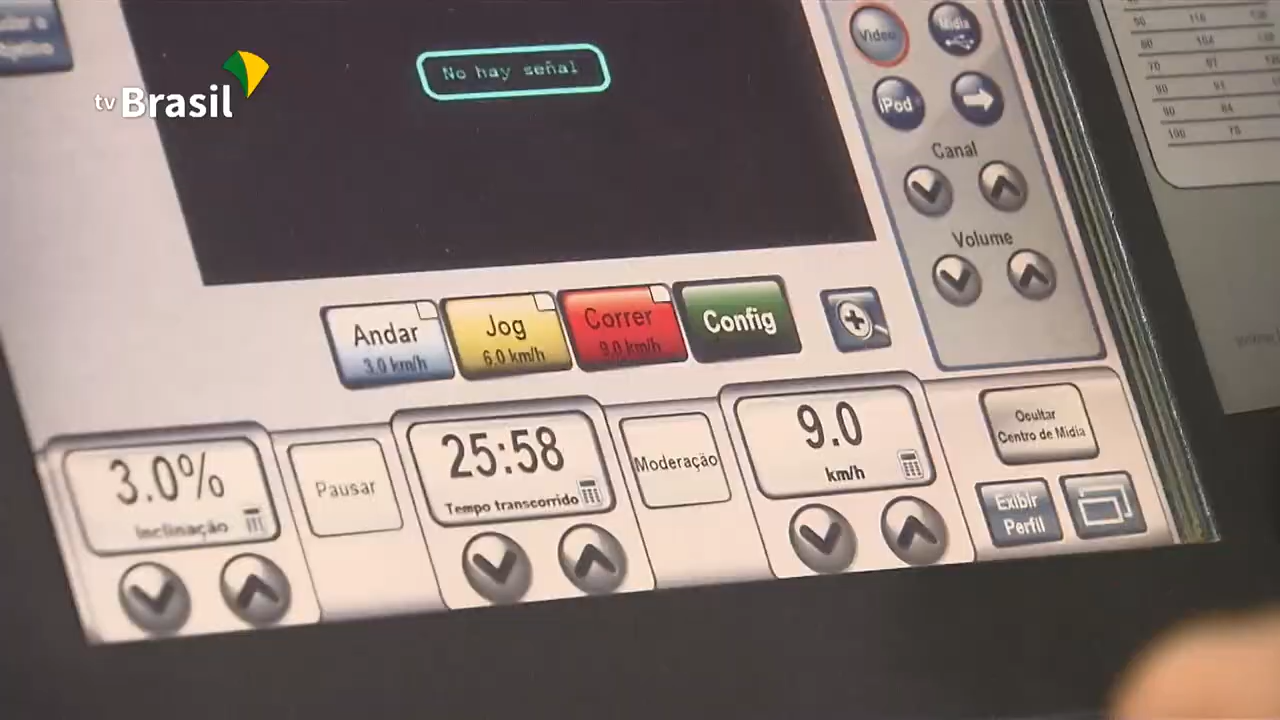 tv Brasil
No hay señal
Video
Midia
iPod
Canal
Volume
Andar
3.0 km/h
Jog
6.0 km/h
Correr
9.0 km/h
Config
3.0%
Inclinação
Pausar
25:58
Tempo transcorrido
Moderação
9.0
km/h
Ocultar
Centro de Midia
Exibir
Perfil